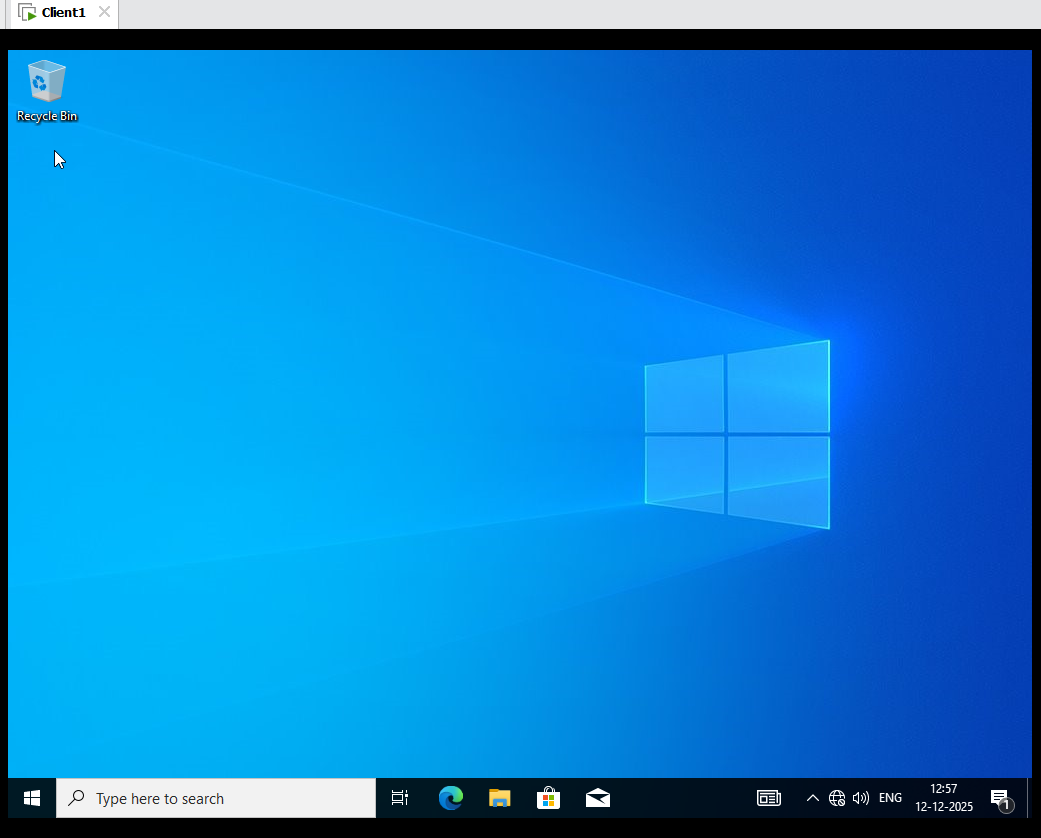 Client1
Recycle Bin
Type here to search
ENG
12:57
12-12-2025
1